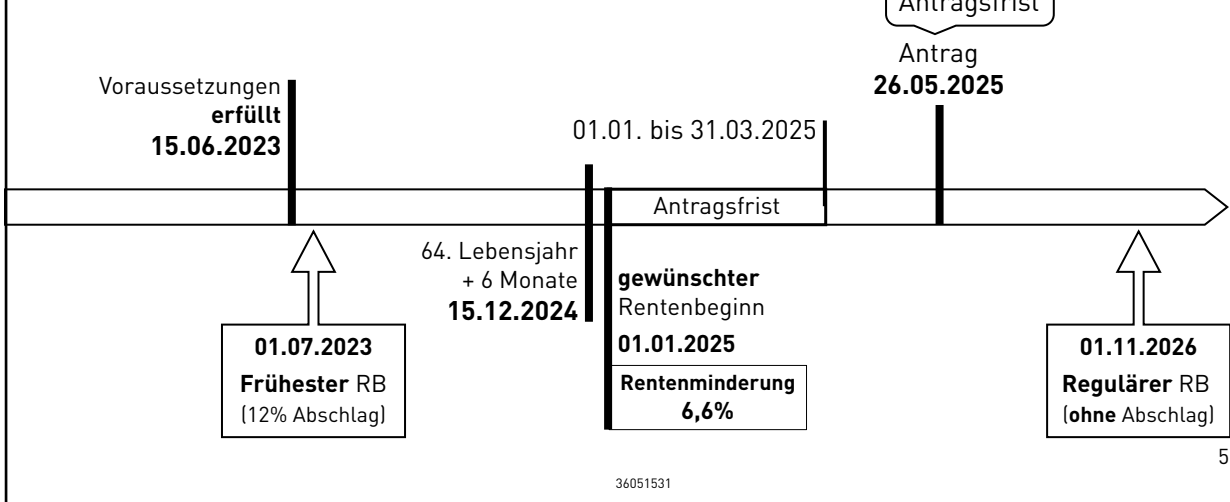 Antragsfrist
Antrag
26.05.2025
Voraussetzungen
erfüllt
15.06.2023
01.01. bis 31.03.2025
Antragsfrist
64. Lebensjahr
+ 6 Monate
15.12.2024
gewünschter
Rentenbeginn
01.01.2025
Rentenminderung
6,6%
01.07.2023
Frühester RB
(12% Abschlag)
01.11.2026
Regulärer RB
(ohne Abschlag)
5
36051531